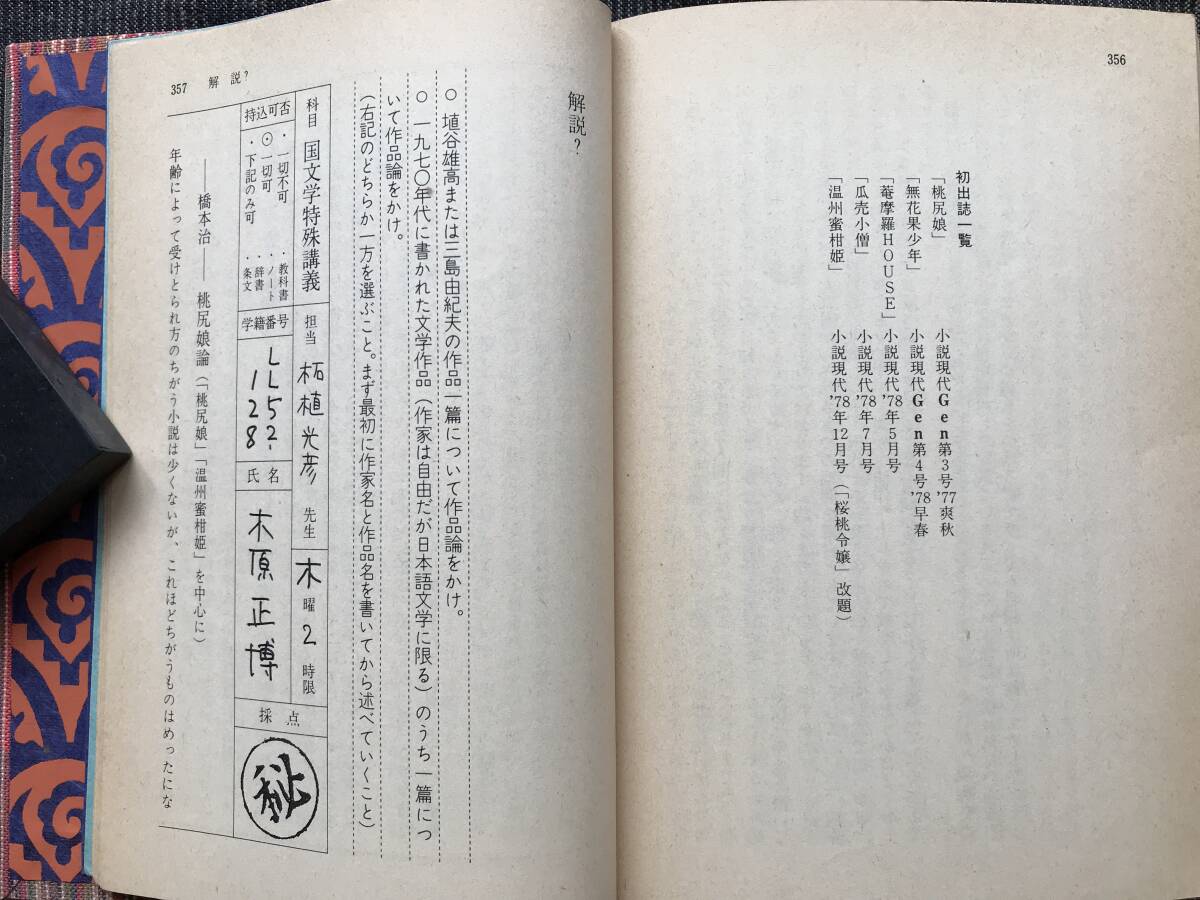 356
初出誌一覧
「桃尻娘」 小説現代Gen第3号'77爽秋
「無花果少年」 小説現代Gen第4号'78早春
「菴摩羅HOUSE」 小説現代'78年5月号
「瓜売小僧」 小説現代'78年7月号
「温州蜜柑姫」 小説現代'78年12月号(「桜桃令嬢」改題)
解説?
○ 埴谷雄高または三島由紀夫の作品一篇について作品論をかけ。
○ 一九七〇年代に書かれた文学作品(作家は自由だが日本語文学に限る)のうち一篇につ
いて作品論をかけ。
(右記のどちらか一方を選ぶこと。まず最初に作家名と作品名を書いてから述べていくこと)
科目 国文学特殊講義 担当 柘植光彦 先生 木曜2時限
持込可否
・一切不可
⊙一切可
・下記のみ可
・教科書
・ノート
・辞書
・条文
学籍番号 LL52-128
氏名 木原正博
採点
㊙
357 解説?
――橋本治―― 桃尻娘論(「桃尻娘」「温州蜜柑姫」を中心に)
年齢によって受けとられ方のちがう小説は少くないが、これほどちがうものはめったにな